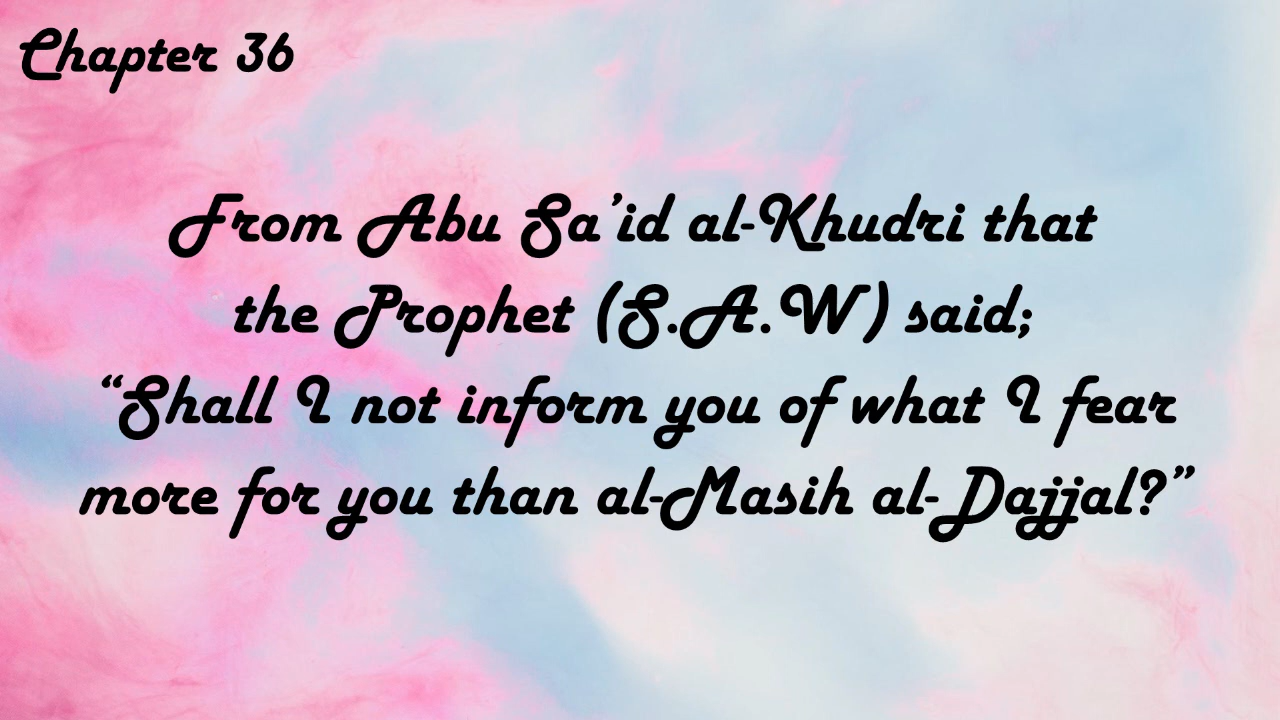 Chapter 36
From Abu Sa’id al-Khudri that
the Prophet (S.A.W) said;
“Shall I not inform you of what I fear
more for you than al-Masih al-Dajjal?”